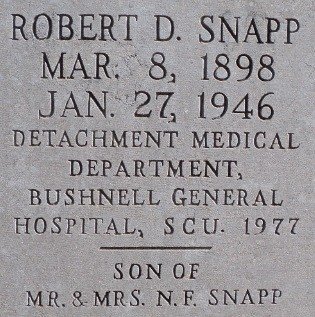 ROBERT D. SNAPP
MAR. 8, 1898
JAN. 27, 1946
DETACHMENT MEDICAL
DEPARTMENT,
BUSHNELL GENERAL
HOSPITAL, SCU. 1977
SON OF
MR. & MRS. N. F. SNAPP